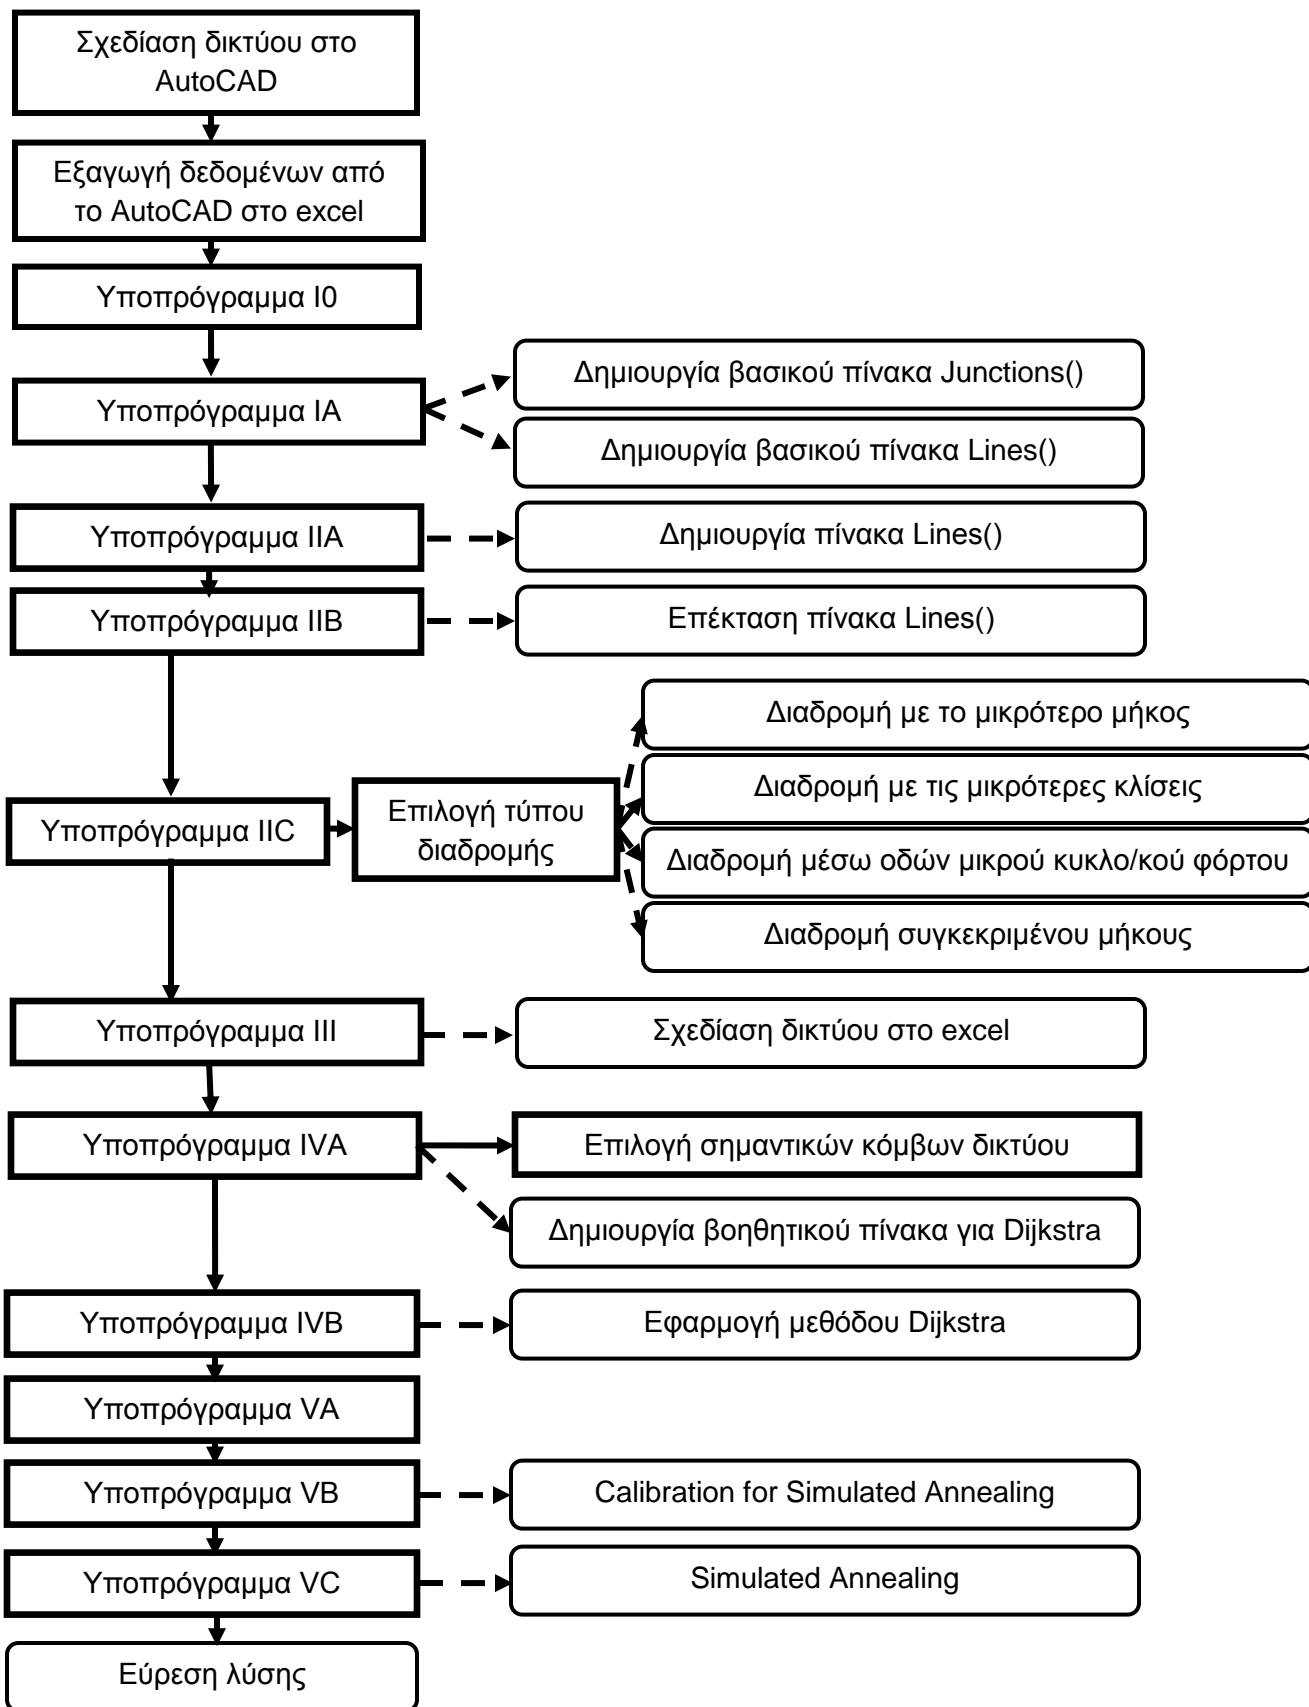 Σχεδίαση δικτύου στο
AutoCAD
Εξαγωγή δεδομένων από
το AutoCAD στο excel
Υποπρόγραμμα I0
Υποπρόγραμμα IA
Δημιουργία βασικού πίνακα Junctions()
Δημιουργία βασικού πίνακα Lines()
Υποπρόγραμμα IIA
Δημιουργία πίνακα Lines()
Υποπρόγραμμα IIB
Επέκταση πίνακα Lines()
Υποπρόγραμμα IIC
Επιλογή τύπου
διαδρομής
Διαδρομή με το μικρότερο μήκος
Διαδρομή με τις μικρότερες κλίσεις
Διαδρομή μέσω οδών μικρού κυκλο/κού φόρτου
Διαδρομή συγκεκριμένου μήκους
Υποπρόγραμμα III
Σχεδίαση δικτύου στο excel
Υποπρόγραμμα IVA
Επιλογή σημαντικών κόμβων δικτύου
Δημιουργία βοηθητικού πίνακα για Dijkstra
Υποπρόγραμμα IVB
Εφαρμογή μεθόδου Dijkstra
Υποπρόγραμμα VA
Υποπρόγραμμα VB
Calibration for Simulated Annealing
Υποπρόγραμμα VC
Simulated Annealing
Εύρεση λύσης